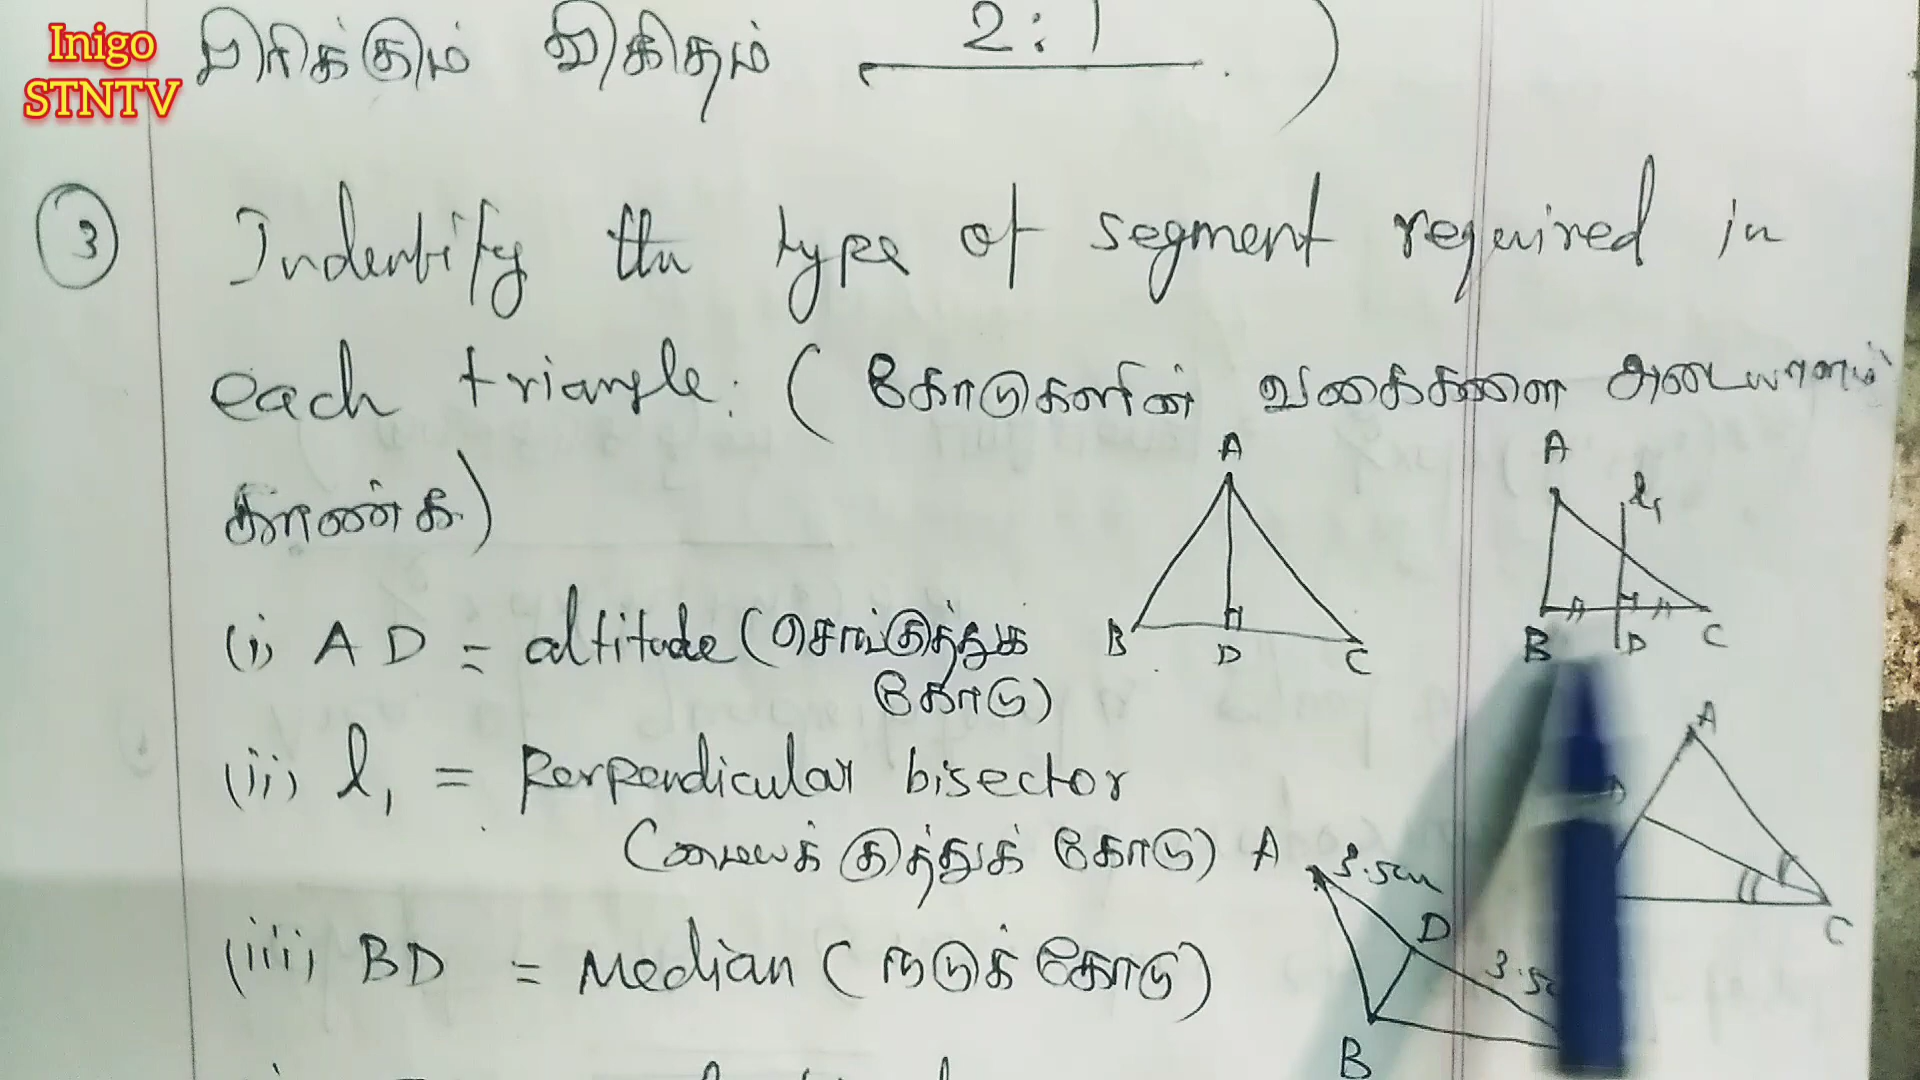 Inigo
STNTV
பிரிக்கும் விகிதம் 2:1 . )
3
Indentify the type of segment required in
each triangle. ( கோடுகளின் வகைகளை அடையாளம்
காண்க.)
A
B D C
A
l₁
B D C
(i) AD = altitude (செங்குத்துக்
கோடு)
(ii) l₁ = Perpendicular bisector
(மையக் குத்துக் கோடு)
A
C
A 3.5cm
D
B
(iii) BD = Median ( நடுக் கோடு)